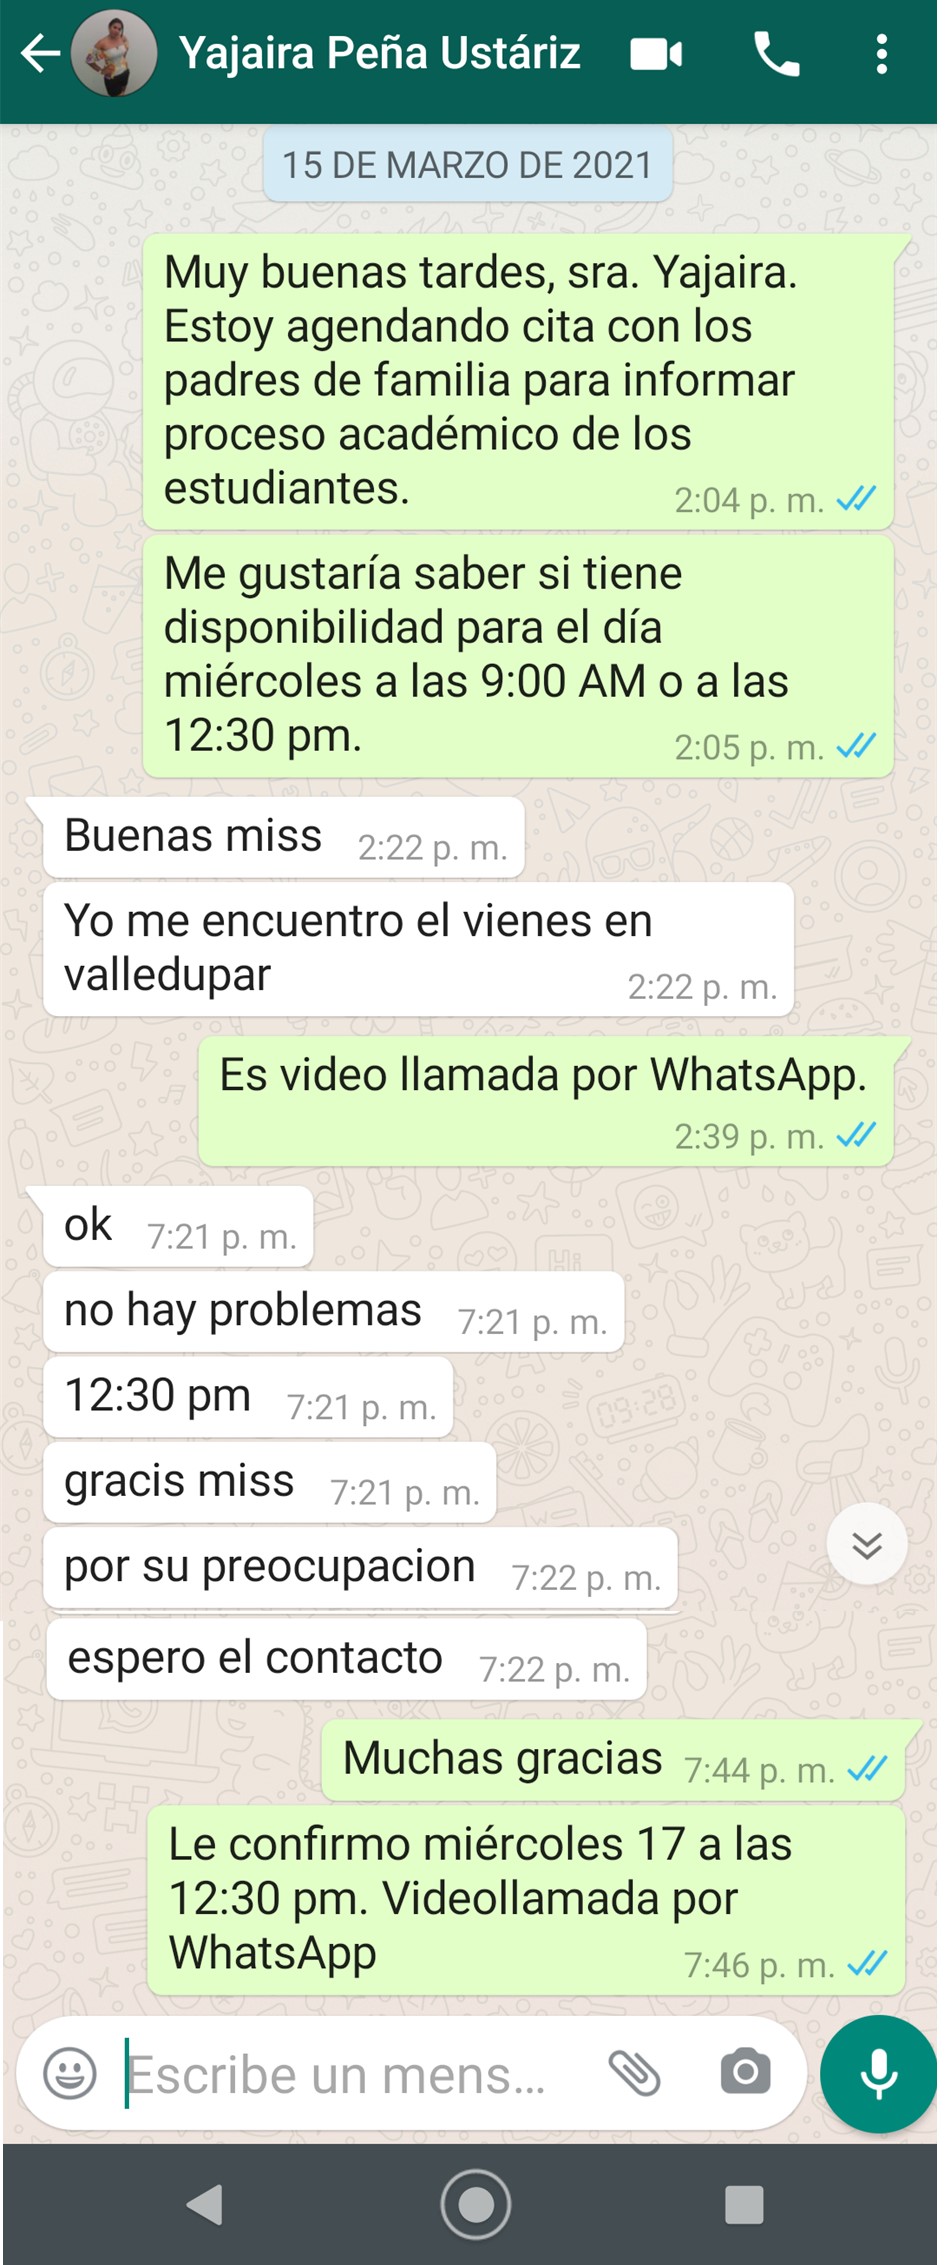 Yajaira Peña Ustáriz
15 DE MARZO DE 2021
Muy buenas tardes, sra. Yajaira.
Estoy agendando cita con los
padres de familia para informar
proceso académico de los
estudiantes.
2:04 p. m.
Me gustaría saber si tiene
disponibilidad para el día
miércoles a las 9:00 AM o a las
12:30 pm.
2:05 p. m.
Buenas miss 2:22 p. m.
Yo me encuentro el vienes en
valledupar
2:22 p. m.
Es video llamada por WhatsApp.
2:39 p. m.
ok 7:21 p. m.
no hay problemas 7:21 p. m.
12:30 pm 7:21 p. m.
gracis miss 7:21 p. m.
por su preocupacion 7:22 p. m.
espero el contacto 7:22 p. m.
Muchas gracias 7:44 p. m.
Le confirmo miércoles 17 a las
12:30 pm. Videollamada por
WhatsApp
7:46 p. m.
Escribe un mens...